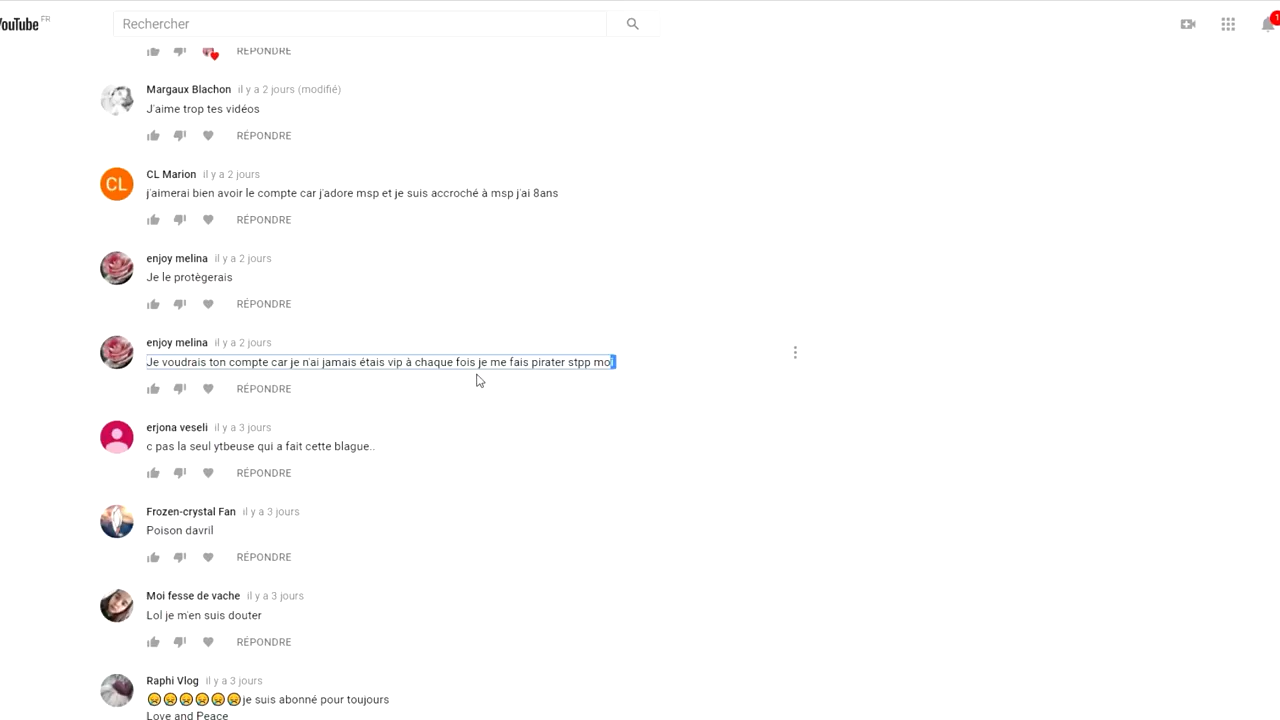 YouTube FR
Rechercher
1
RÉPONDRE
Margaux Blachon il y a 2 jours (modifié)
J'aime trop tes vidéos
RÉPONDRE
CL
CL Marion il y a 2 jours
j'aimerai bien avoir le compte car j'adore msp et je suis accroché à msp j'ai 8ans
RÉPONDRE
enjoy melina il y a 2 jours
Je le protègerais
RÉPONDRE
enjoy melina il y a 2 jours
Je voudrais ton compte car je n'ai jamais étais vip à chaque fois je me fais pirater stpp moi
RÉPONDRE
erjona veseli il y a 3 jours
c pas la seul ytbeuse qui a fait cette blague..
RÉPONDRE
Frozen-crystal Fan il y a 3 jours
Poison davril
RÉPONDRE
Moi fesse de vache il y a 3 jours
Lol je m'en suis douter
RÉPONDRE
Raphi Vlog il y a 3 jours
je suis abonné pour toujours
Love and Peace